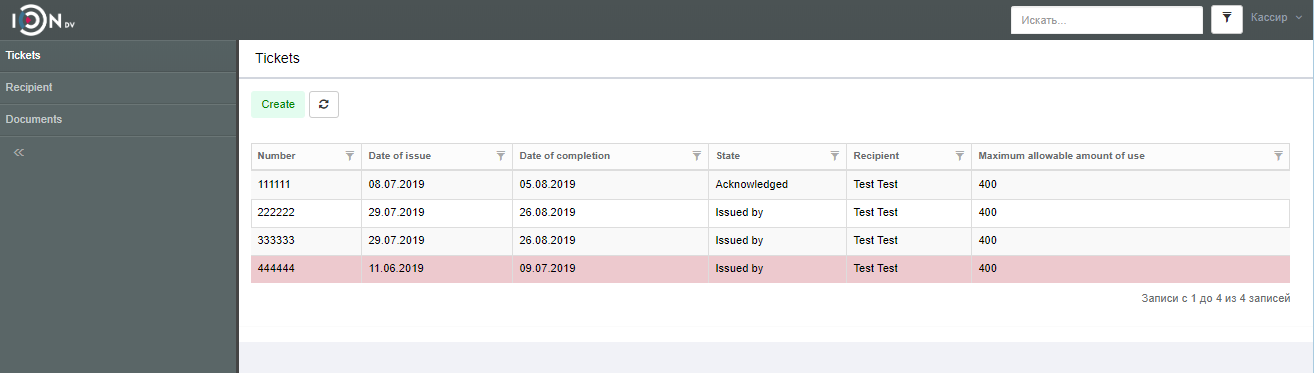 ION DV
Искать...
Кассир
Tickets
Recipient
Documents
Tickets
Create
Number Date of issue Date of completion State Recipient Maximum allowable amount of use
111111 08.07.2019 05.08.2019 Acknowledged Test Test 400
222222 29.07.2019 26.08.2019 Issued by Test Test 400
333333 29.07.2019 26.08.2019 Issued by Test Test 400
444444 11.06.2019 09.07.2019 Issued by Test Test 400
Записи с 1 до 4 из 4 записей